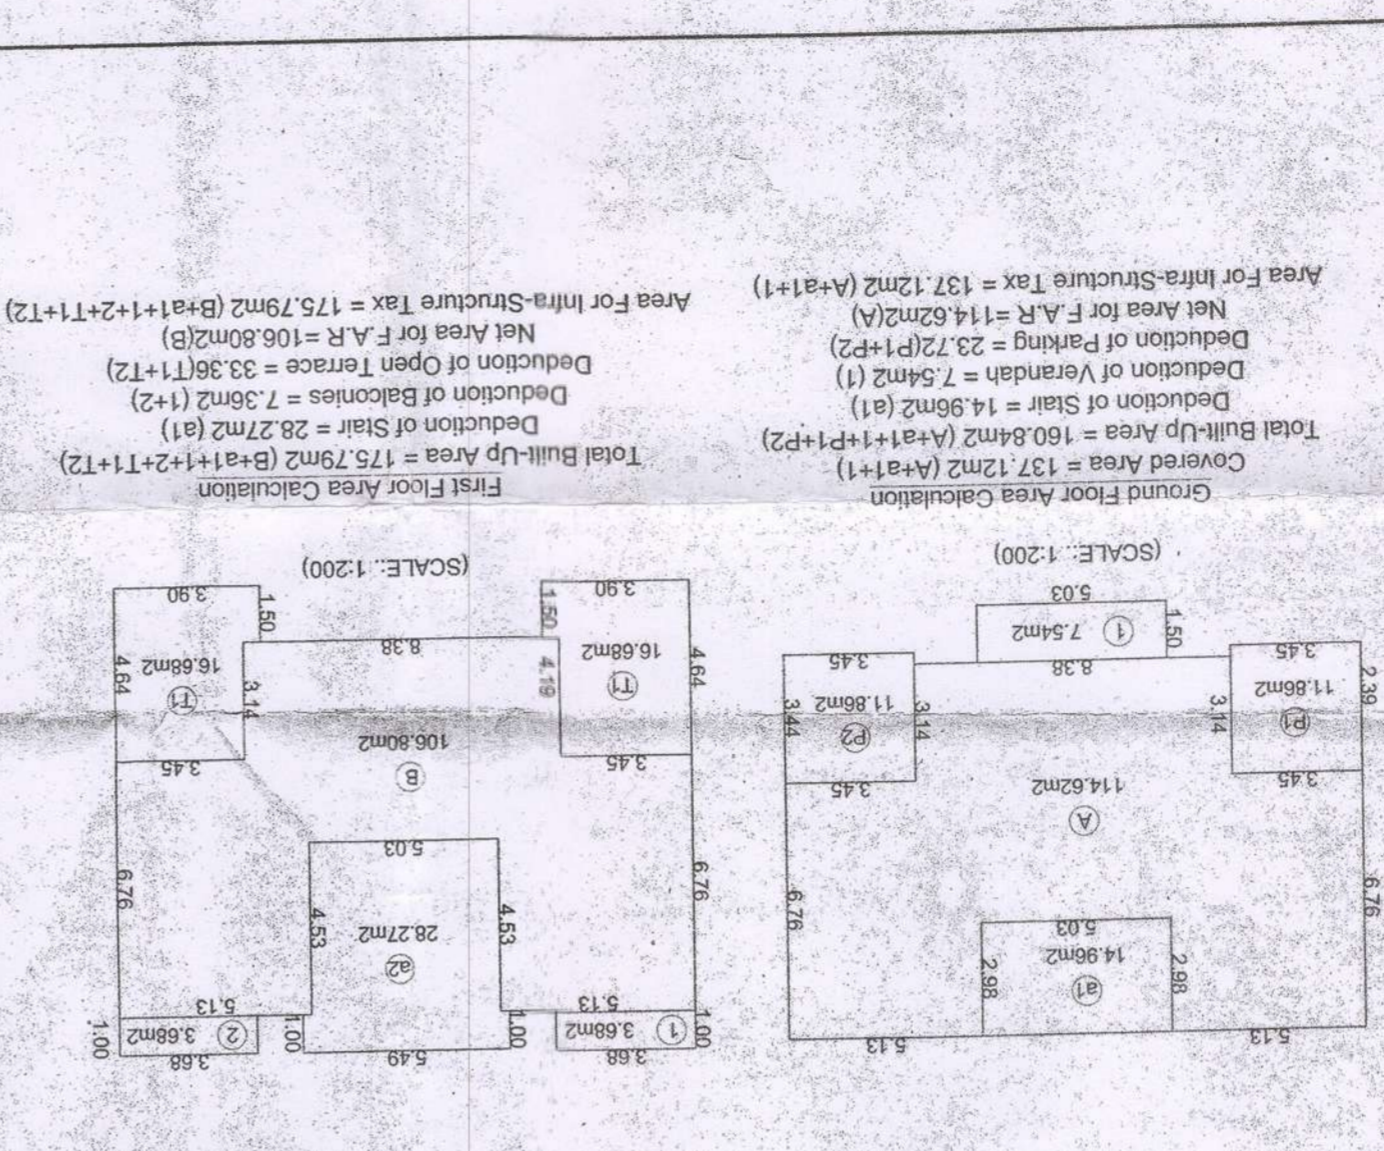 5.13
5.13
a1
14.96m2
2.98
2.98
5.03
6.76
6.76
A
114.62m2
3.45
3.45
P1
11.86m2
2.39
3.14
3.14
P2
11.86m2
3.44
3.45
8.38
3.45
1 7.54m2
1.50
5.03
(SCALE:. 1:200)
Ground Floor Area Calculation
Covered Area = 137.12m2 (A+a1+1)
Total Built-Up Area = 160.84m2 (A+a1+1+P1+P2)
Deduction of Stair = 14.96m2 (a1)
Deduction of Verandah = 7.54m2 (1)
Deduction of Parking = 23.72(P1+P2)
Net Area for F.A.R =114.62m2(A)
Area For Infra-Structure Tax = 137.12m2 (A+a1+1)
3.68
5.49
3.68
1.00
1 3.68m2
1.00
1.00
2 3.68m2
1.00
5.13
5.13
a2
28.27m2
4.53
4.53
5.03
6.76
6.76
B
106.80m2
3.45
3.45
T1
16.68m2
4.64
4.19
3.14
T1
16.68m2
4.64
8.38
1.50
1.50
3.90
3.90
(SCALE:. 1:200)
First Floor Area Calculation
Total Built-Up Area = 175.79m2 (B+a1+1+2+T1+T2)
Deduction of Stair = 28.27m2 (a1)
Deduction of Balconies = 7.36m2 (1+2)
Deduction of Open Terrace = 33.36(T1+T2)
Net Area for F.A.R =106.80m2(B)
Area For Infra-Structure Tax = 175.79m2 (B+a1+1+2+T1+T2)